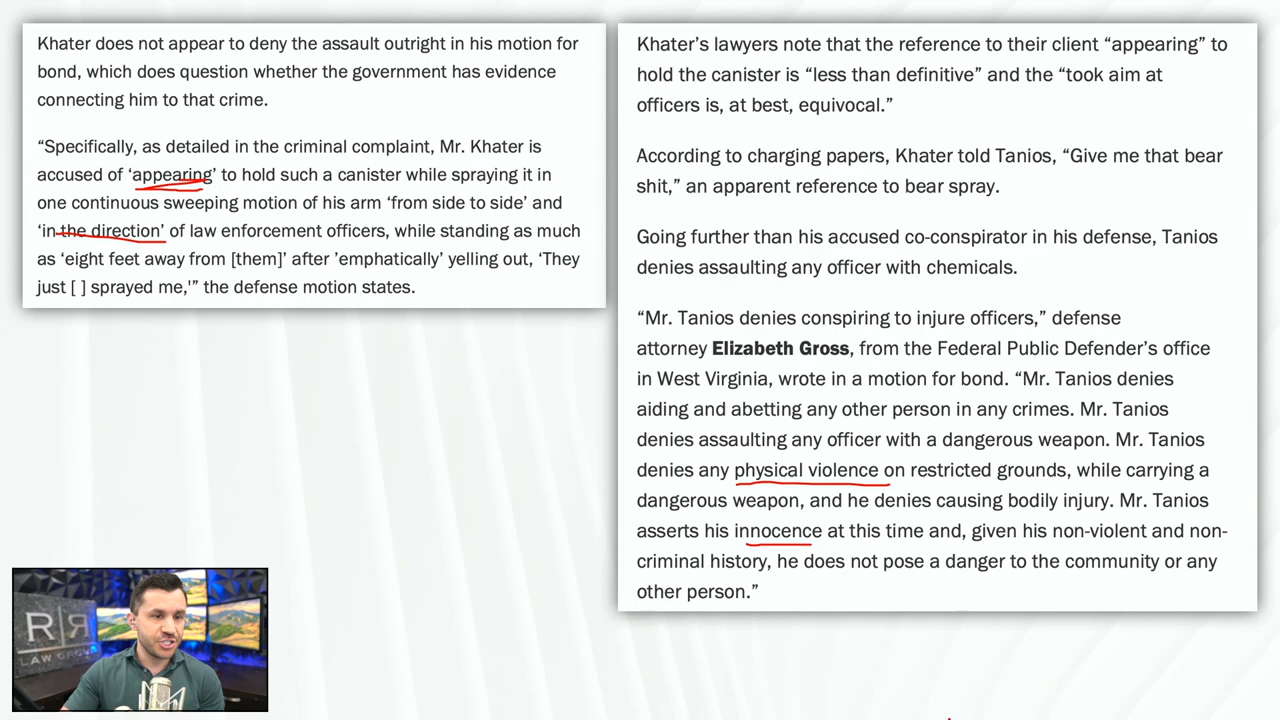 Khater does not appear to deny the assault outright in his motion for
bond, which does question whether the government has evidence
connecting him to that crime.
“Specifically, as detailed in the criminal complaint, Mr. Khater is
accused of ‘appearing’ to hold such a canister while spraying it in
one continuous sweeping motion of his arm ‘from side to side’ and
‘in the direction’ of law enforcement officers, while standing as much
as ‘eight feet away from [them]’ after ’emphatically’ yelling out, ‘They
just [ ] sprayed me,'” the defense motion states.
Khater’s lawyers note that the reference to their client “appearing” to
hold the canister is “less than definitive” and the “took aim at
officers is, at best, equivocal.”
According to charging papers, Khater told Tanios, “Give me that bear
shit,” an apparent reference to bear spray.
Going further than his accused co-conspirator in his defense, Tanios
denies assaulting any officer with chemicals.
“Mr. Tanios denies conspiring to injure officers,” defense
attorney Elizabeth Gross, from the Federal Public Defender’s office
in West Virginia, wrote in a motion for bond. “Mr. Tanios denies
aiding and abetting any other person in any crimes. Mr. Tanios
denies assaulting any officer with a dangerous weapon. Mr. Tanios
denies any physical violence on restricted grounds, while carrying a
dangerous weapon, and he denies causing bodily injury. Mr. Tanios
asserts his innocence at this time and, given his non-violent and non-
criminal history, he does not pose a danger to the community or any
other person.”
R|R
LAW GROUP